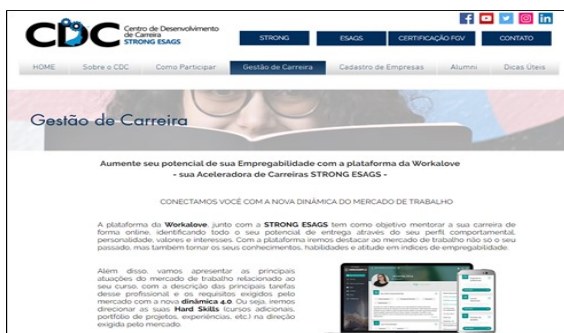 CDC
Centro de Desenvolvimento
de Carreira
STRONG ESAGS
STRONG
ESAGS
CERTIFICAÇÃO FGV
CONTATO
HOME
Sobre o CDC
Como Participar
Gestão de Carreira
Cadastro de Empresas
Alumni
Dicas Úteis
Gestão de Carreira
Aumente seu potencial de sua Empregabilidade com a plataforma da Workalove
- sua Aceleradora de Carreiras STRONG ESAGS -
CONECTAMOS VOCÊ COM A NOVA DINÂMICA DO MERCADO DE TRABALHO
A plataforma da Workalove, junto com a STRONG ESAGS tem como objetivo mentorar a sua carreira de
forma online, identificando todo o seu potencial de entrega através do seu perfil comportamental,
personalidade, valores e interesses. Com a plataforma iremos destacar ao mercado de trabalho não só o seu
passado, mas também tornar os seus conhecimentos, habilidades e atitude em índices de empregabilidade.
Além disso, vamos apresentar as principais
atuações do mercado de trabalho relacionado ao
seu curso, com a descrição das principais tarefas
desse profissional e os requisitos exigidos pelo
mercado com a nova dinâmica 4.0. Ou seja, iremos
direcionar as suas Hard Skills (cursos adicionais,
portfólio de projetos, experiências, etc.) na direção
exigida pelo mercado.